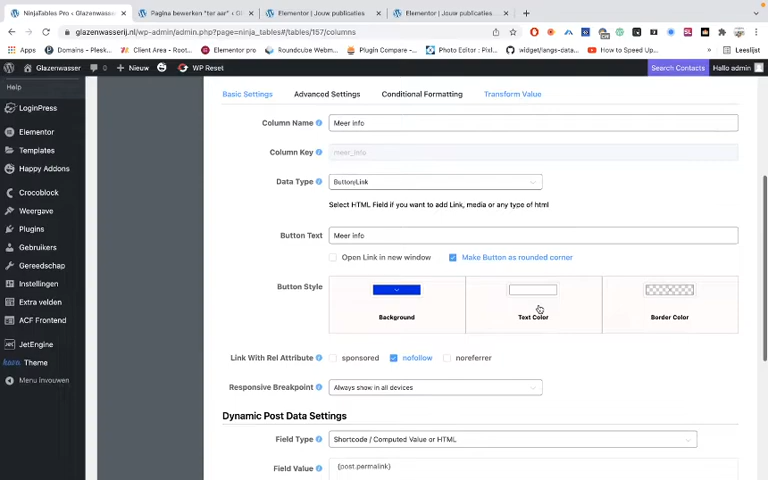 NinjaTables Pro ‹ Glazenwasser
Pagina bewerken "ter aar" ‹ G
Elementor | Jouw publicaties
Elementor | Jouw publicaties
glazenwasserij.nl/wp-admin/admin.php?page=ninja_tables#/tables/157/columns
Apps
Domains – Plesk...
Client Area - Root...
Elementor pro
Roundcube Webm...
Plugin Compare -...
Photo Editor : Pixl...
widget/angs-data...
How to Speed Up...
Leeslijst
Glazenwasser
0
Nieuw
WP Reset
Search Contacts
Hallo admin
Help
LoginPress
Elementor
Templates
Happy Addons
Crocoblock
Weergave
Plugins
Gebruikers
Gereedschap
Instellingen
Extra velden
ACF Frontend
JetEngine
kava Theme
Menu invouwen
Basic Settings
Advanced Settings
Conditional Formatting
Transform Value
Column Name
Meer info
Column Key
meer_info
Data Type
Button/Link
Select HTML Field if you want to add Link, media or any type of html
Button Text
Meer info
Open Link in new window
Make Button as rounded corner
Button Style
Background
Text Color
Border Color
Link With Rel Attribute
sponsored
nofollow
noreferrer
Responsive Breakpoint
Always show in all devices
Dynamic Post Data Settings
Field Type
Shortcode / Computed Value or HTML
Field Value
{post.permalink}